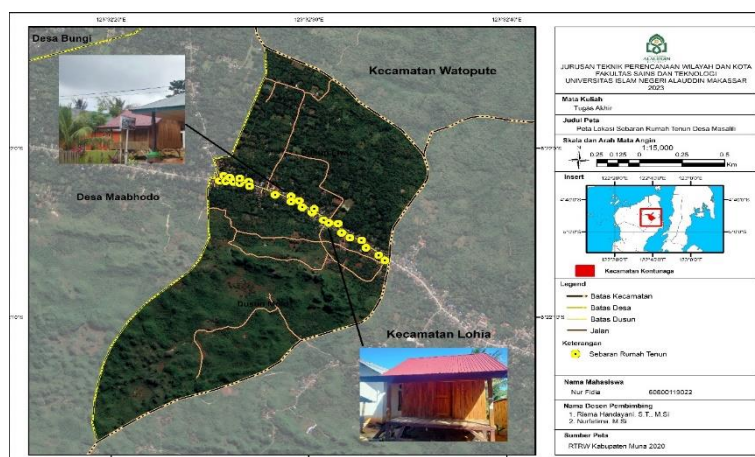 Desa Bungi
Kecamatan Watopute
Desa Maabhodo
Kecamatan Lohia
ALAUDDIN
JURUSAN TEKNIK PERENCANAAN WILAYAH DAN KOTA
FAKULTAS SAINS DAN TEKNOLOGI
UNIVERSITAS ISLAM NEGERI ALAUDDIN MAKASSAR
2023
Mata Kuliah
Tugas Akhir
Judul Peta
Peta Lokasi Sebaran Rumah Tenun Desa Masalili
Skala dan Arah Mata Angin
1:15,000
0.25 0.125 0 0.25 0.5
Km
Insert
Kecamatan Kontunaga
Legend
Batas Kecamatan
Batas Desa
Batas Dusun
Jalan
Keterangan
Sebaran Rumah Tenun
Nama Mahasiswa
Nur Fidia 60800119022
Nama Dosen Pembimbing
1. Risma Handayani, S.T., M.Si
2. Nurfatima, M.Si
Sumber Peta
RTRW Kabupaten Muna 2020